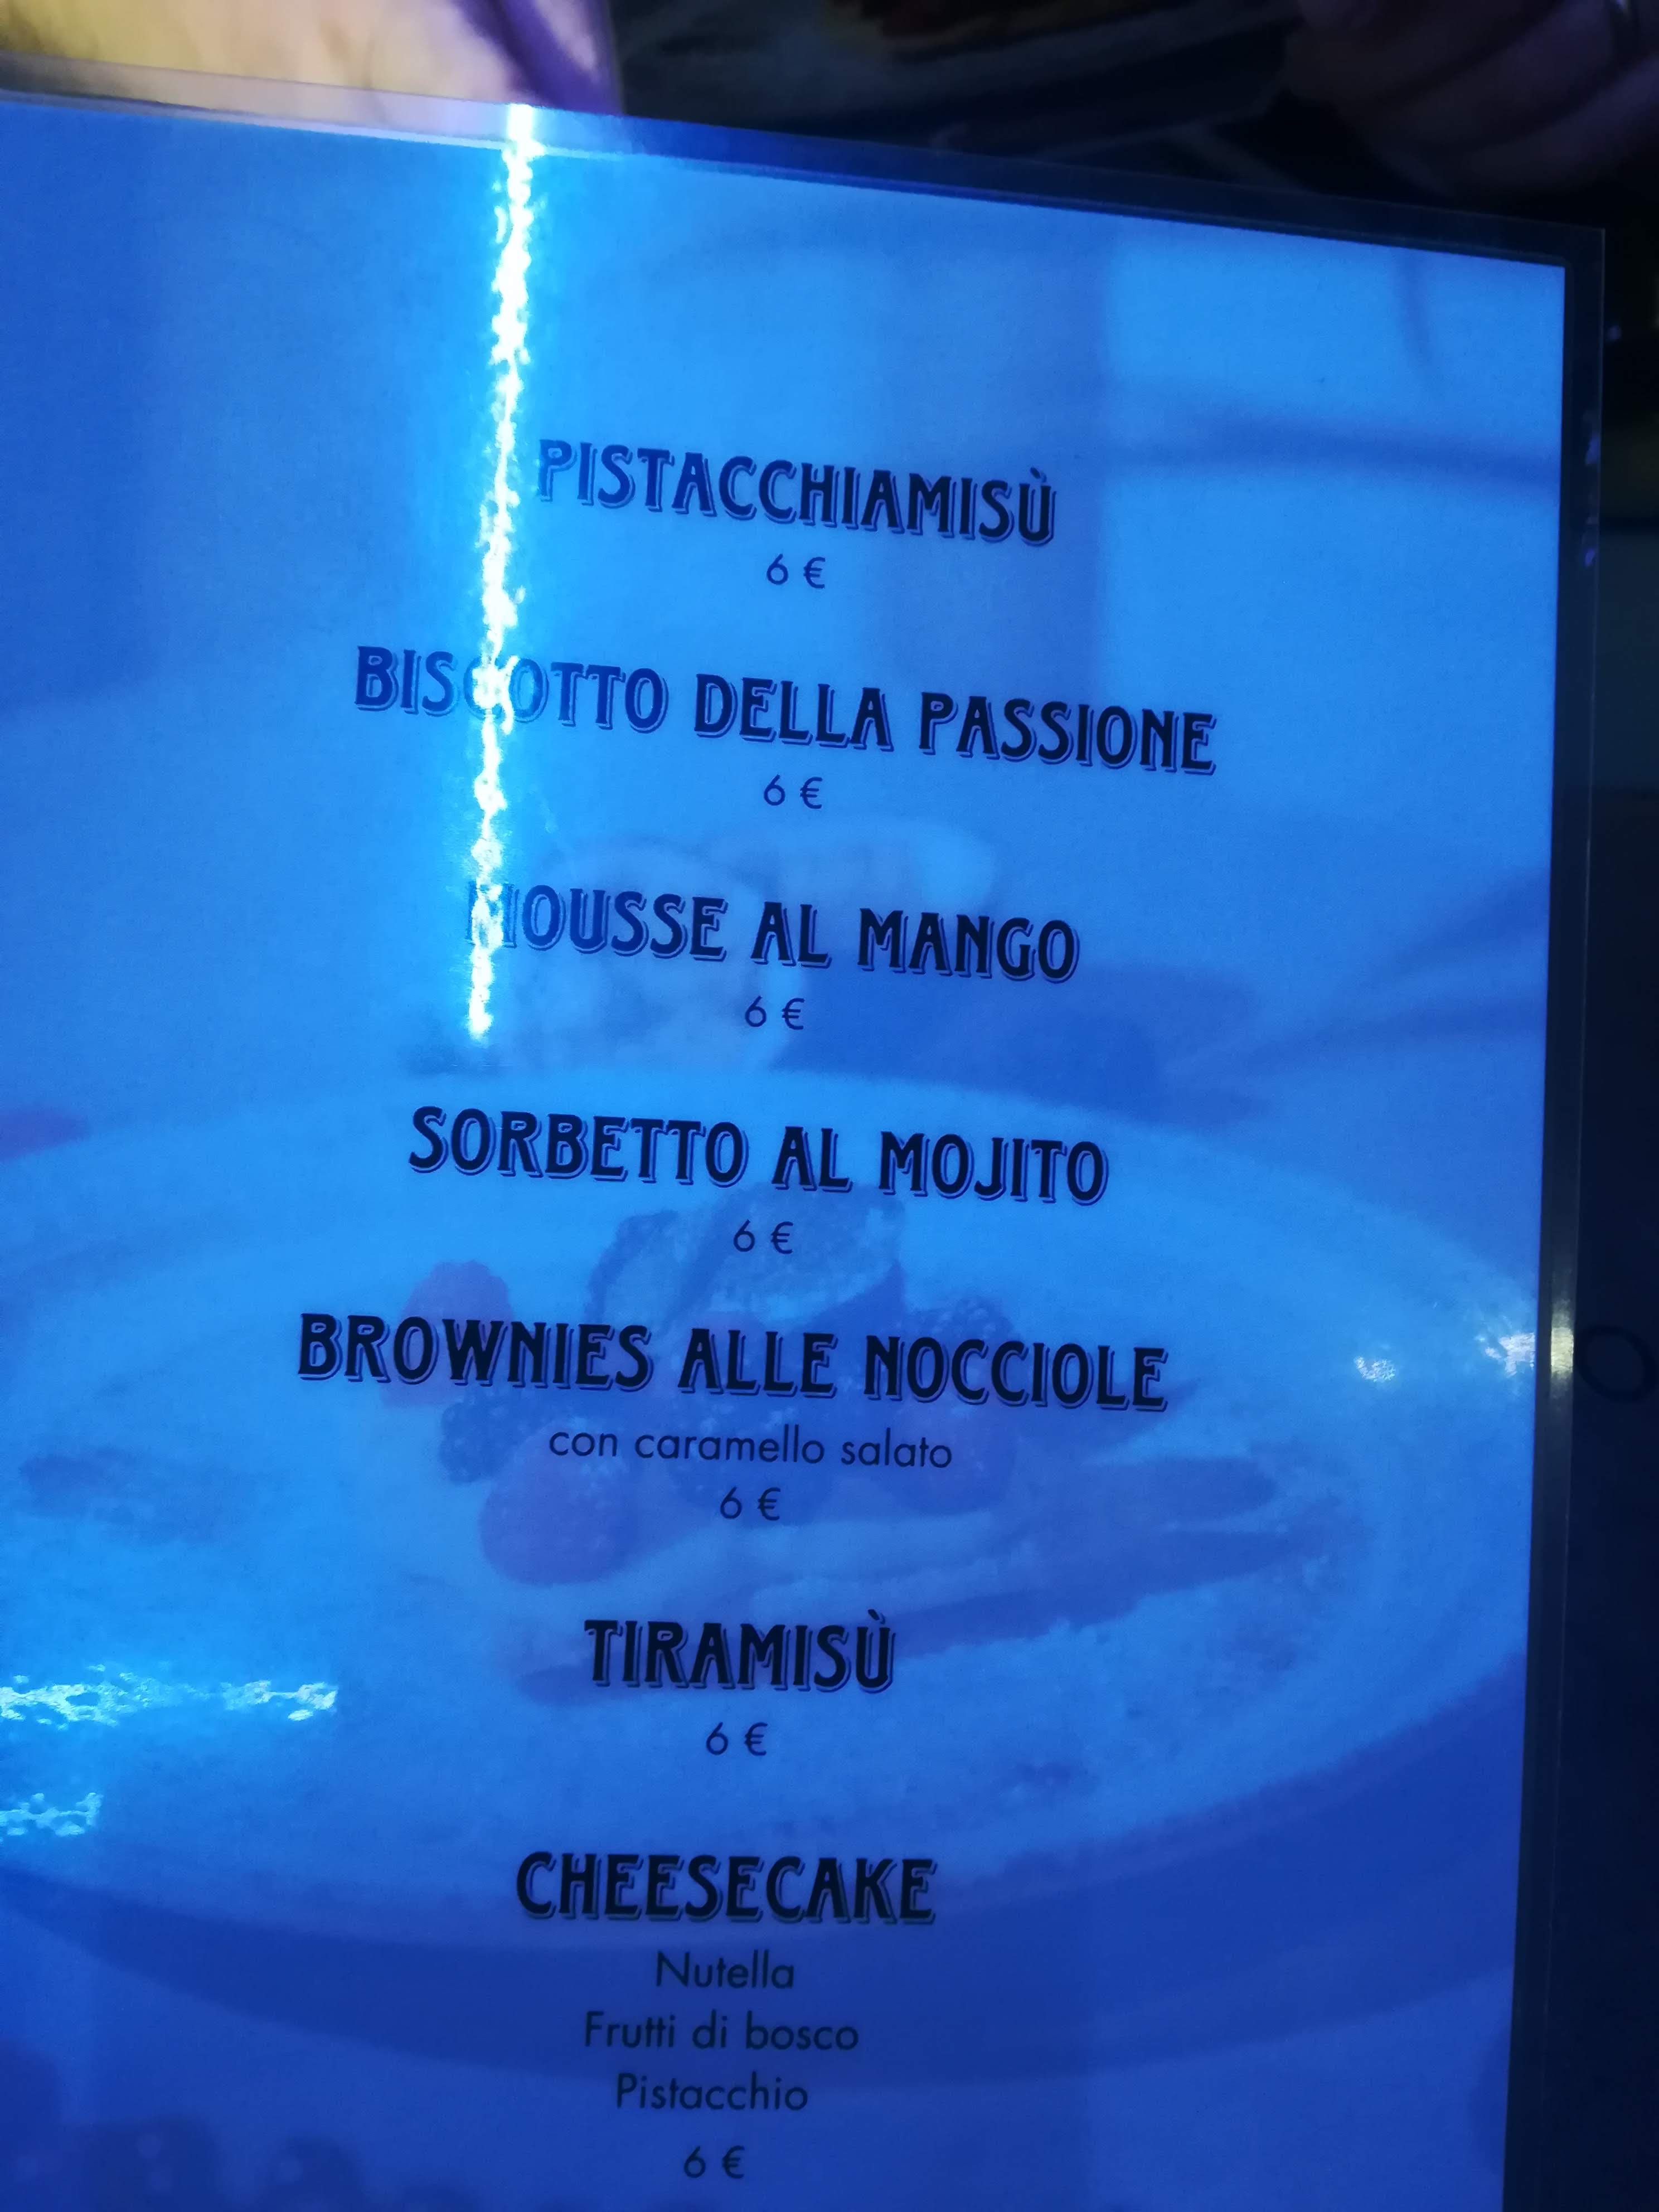 PISTACCHIAMISÙ
6 €
BISCOTTO DELLA PASSIONE
6 €
MOUSSE AL MANGO
6 €
SORBETTO AL MOJITO
6 €
BROWNIES ALLE NOCCIOLE
con caramello salato
6 €
TIRAMISÙ
6 €
CHEESECAKE
Nutella
Frutti di bosco
Pistacchio
6 €